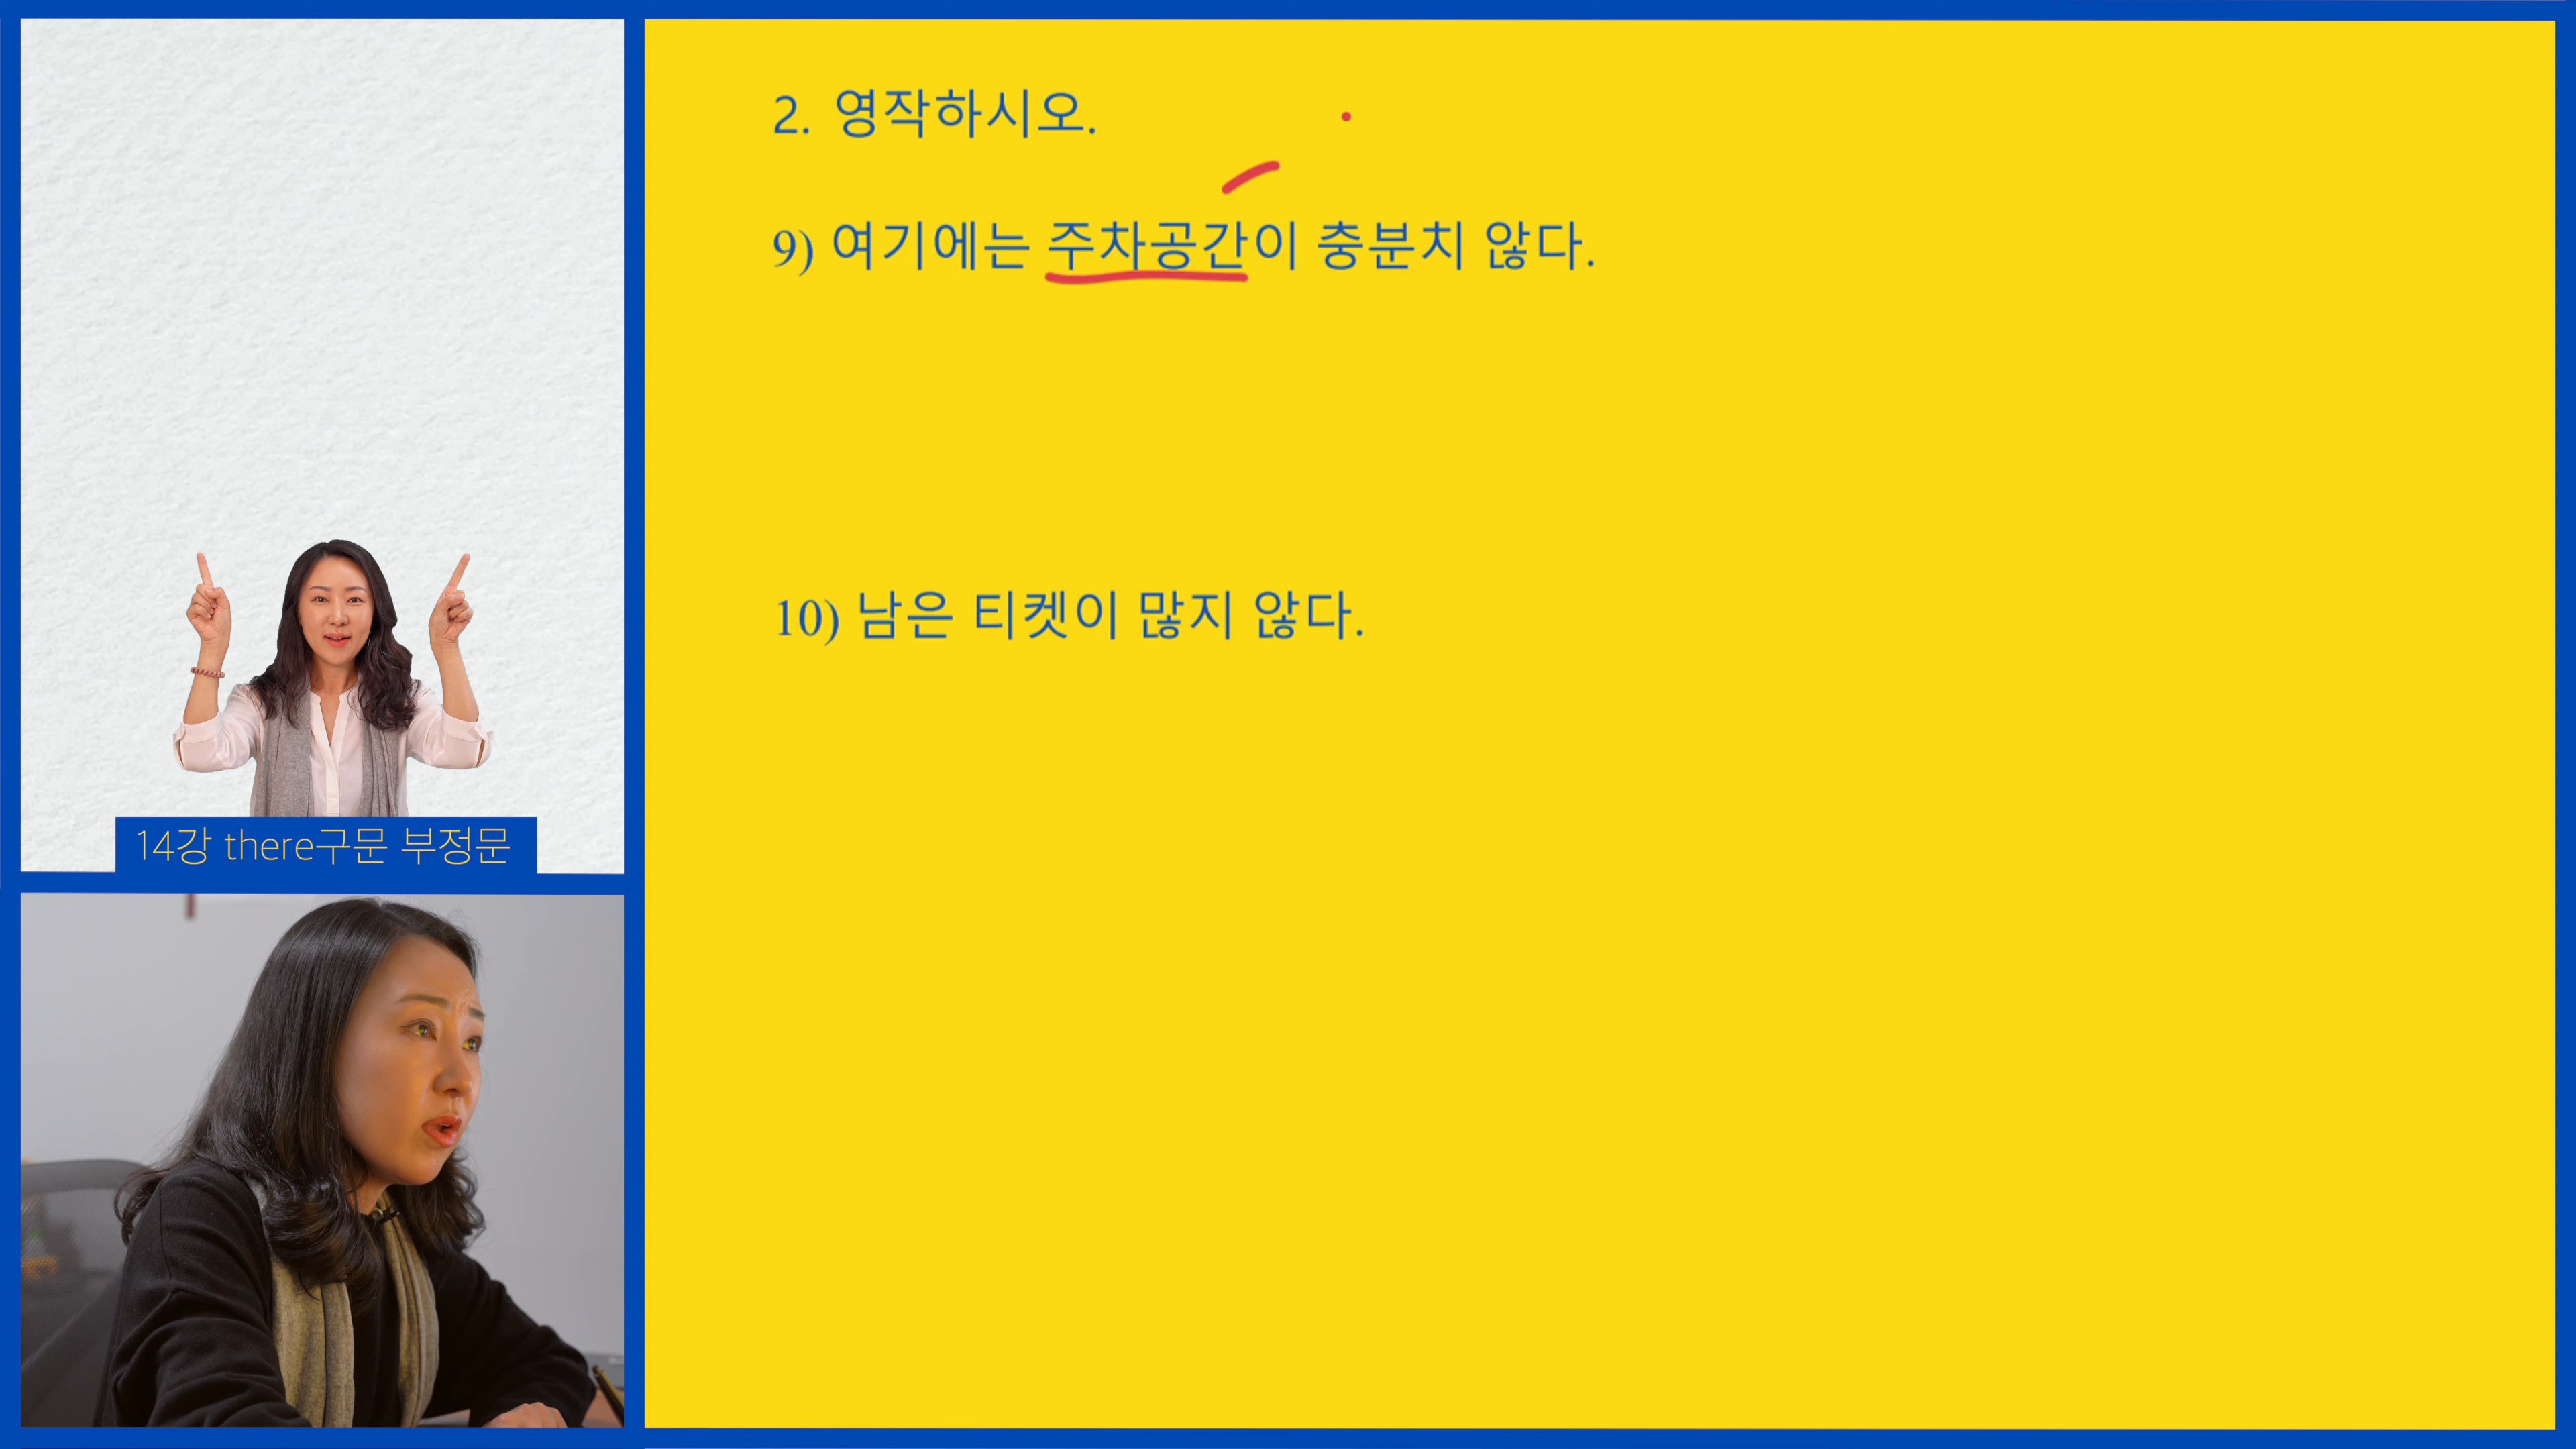 2. 영작하시오.
9) 여기에는 주차공간이 충분치 않다.
10) 남은 티켓이 많지 않다.
14강 there구문 부정문